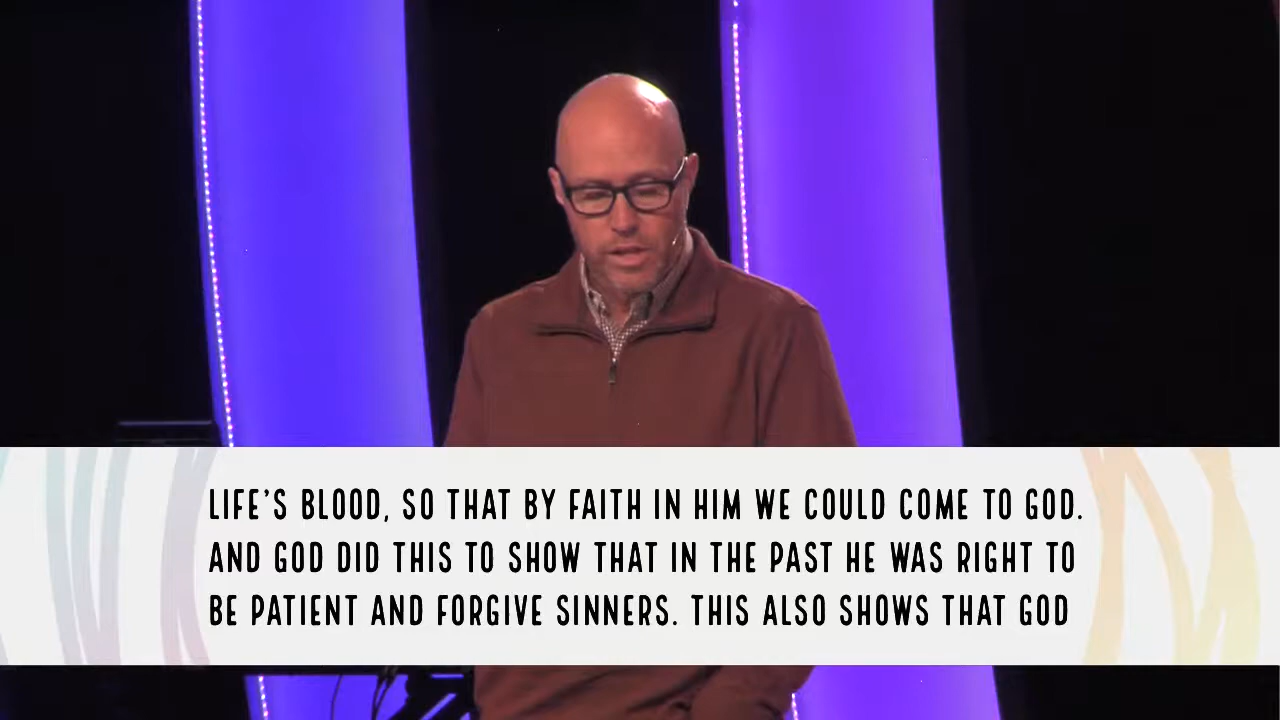 LIFE'S BLOOD, SO THAT BY FAITH IN HIM WE COULD COME TO GOD.
AND GOD DID THIS TO SHOW THAT IN THE PAST HE WAS RIGHT TO
BE PATIENT AND FORGIVE SINNERS. THIS ALSO SHOWS THAT GOD